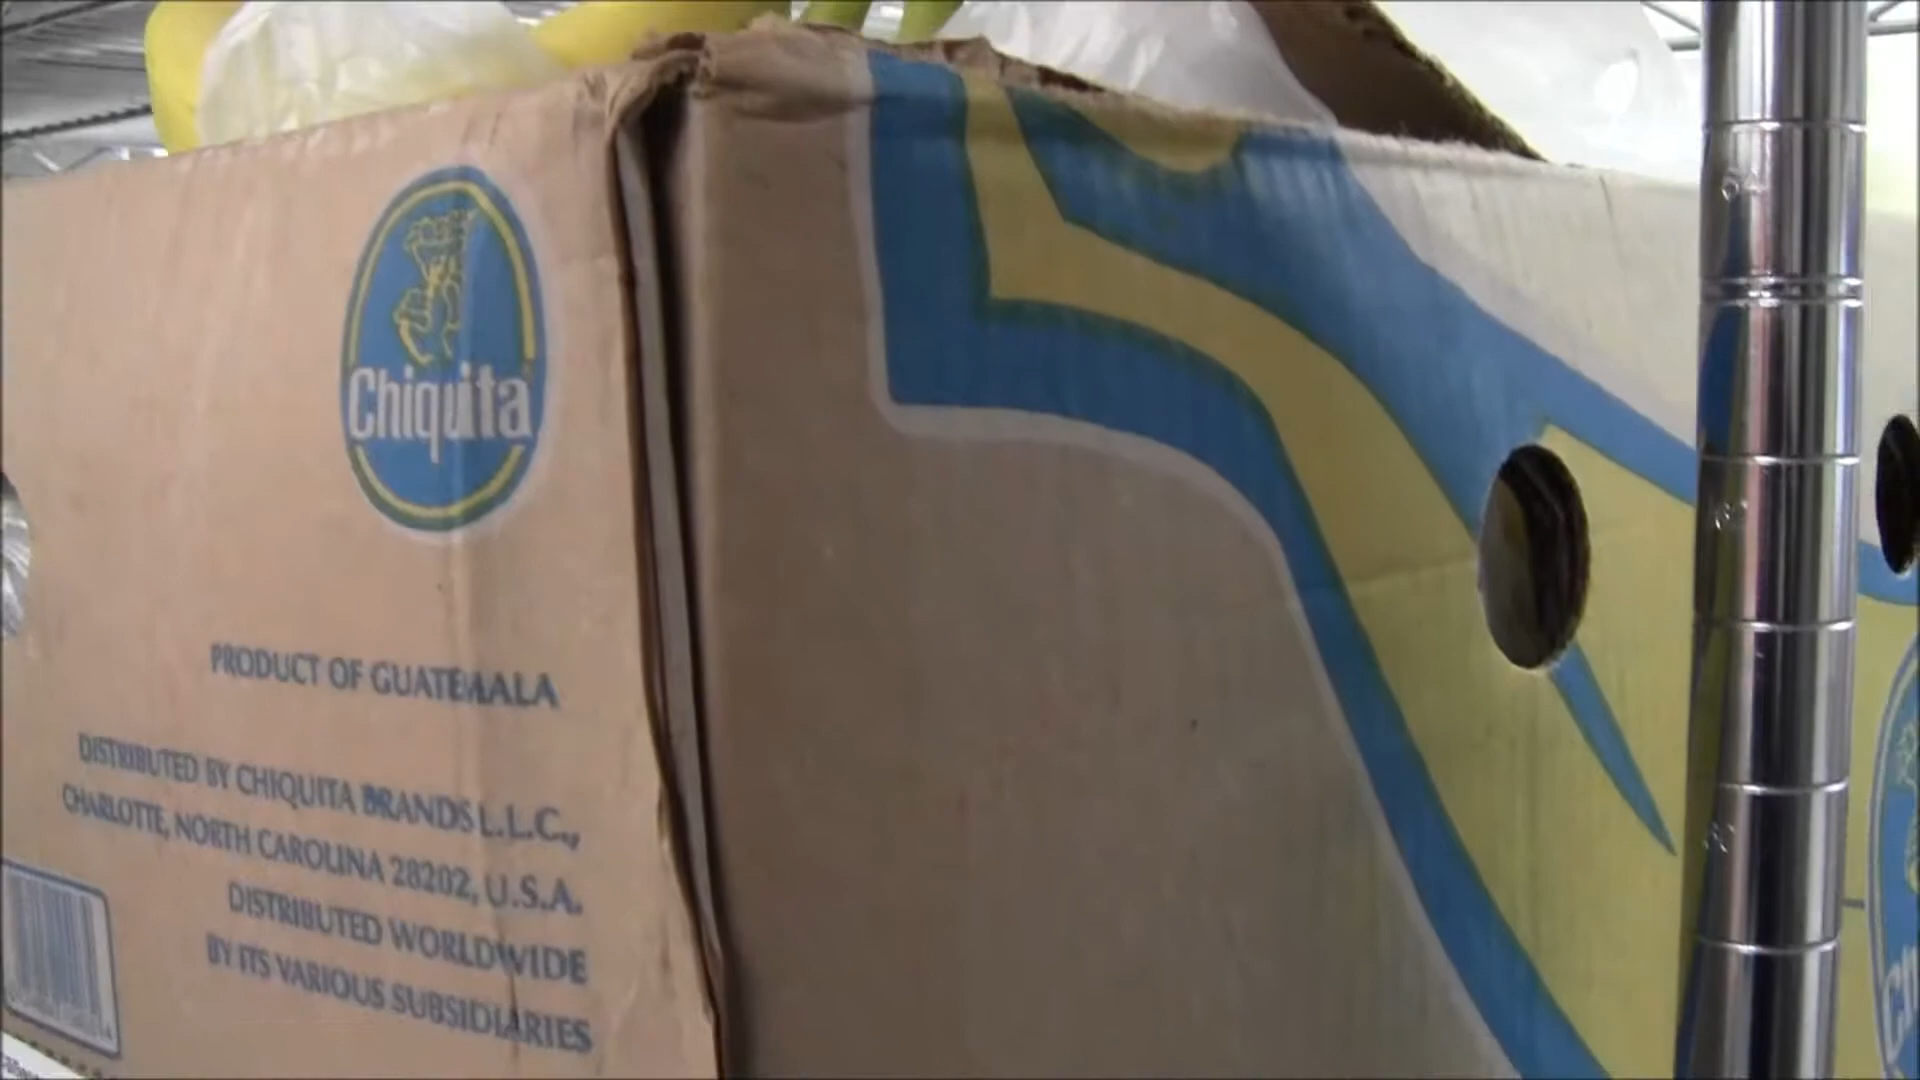 Chiquita
PRODUCT OF GUATEMALA
DISTRIBUTED BY CHIQUITA BRANDS L.L.C.,
CHARLOTTE, NORTH CAROLINA 28202, U.S.A.
DISTRIBUTED WORLDWIDE
BY ITS VARIOUS SUBSIDIARIES